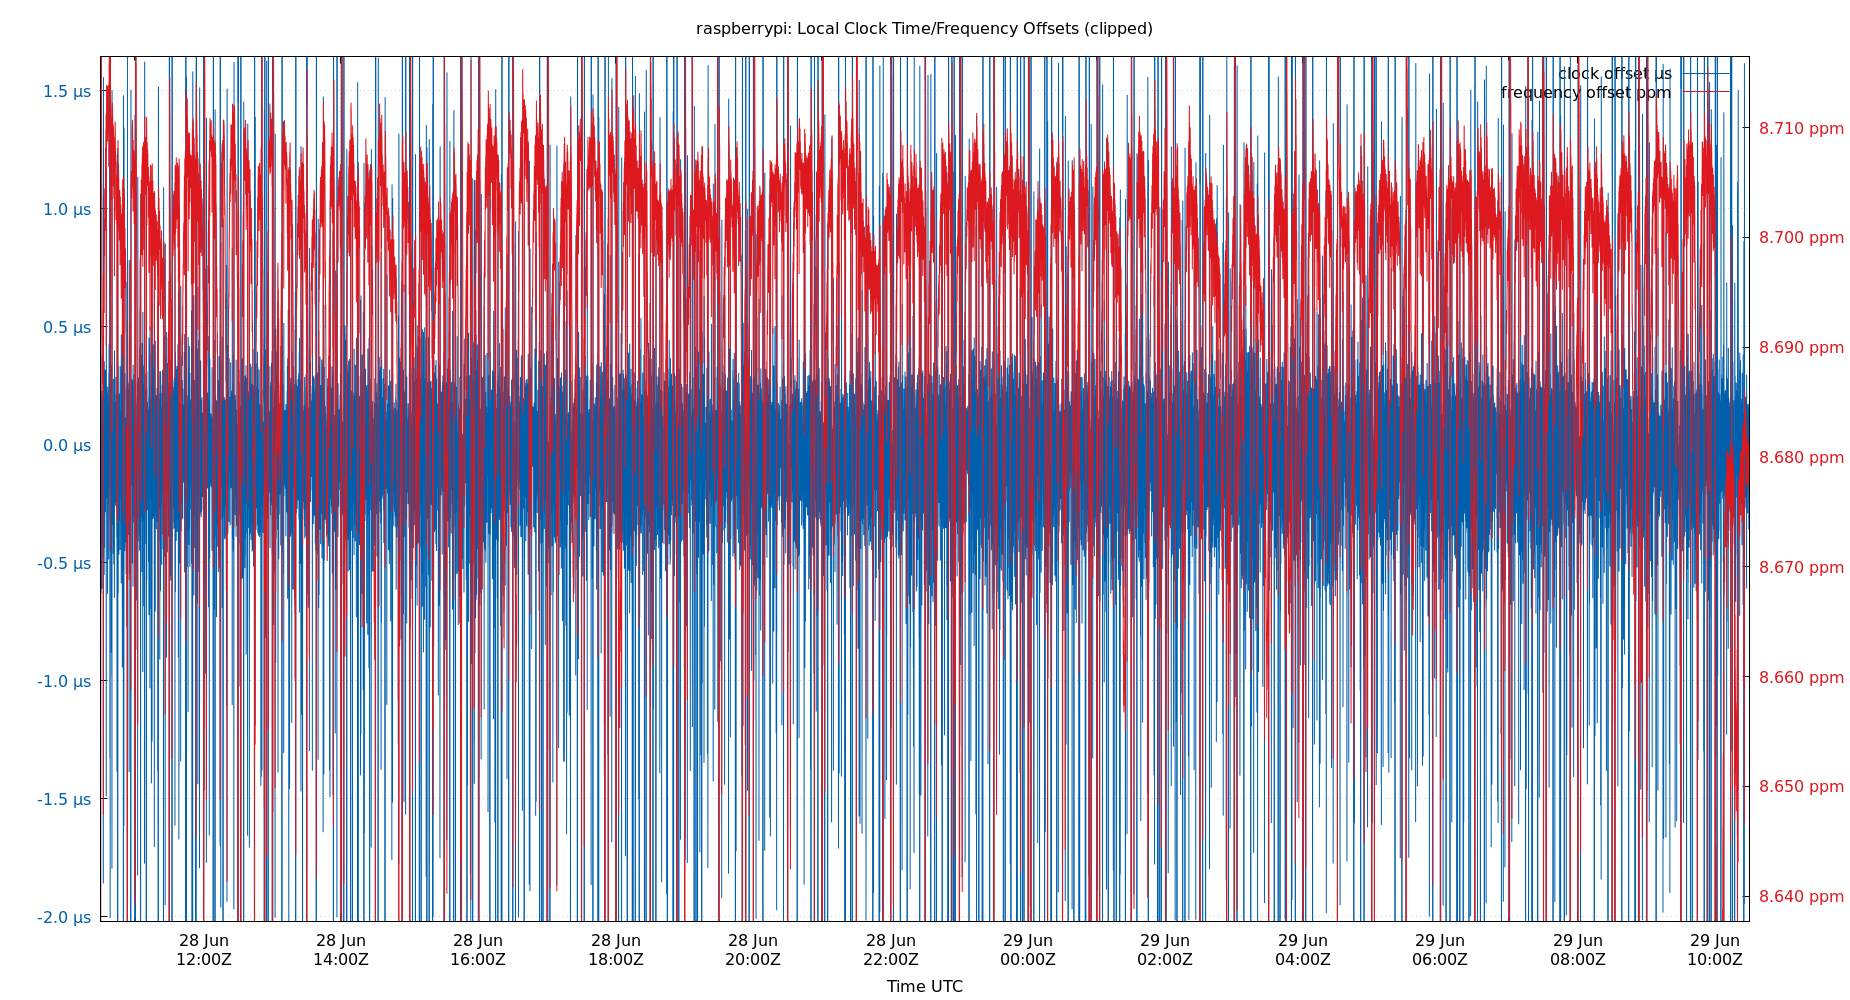 raspberrypi: Local Clock Time/Frequency Offsets (clipped)
clock offset µs
frequency offset ppm
1.5 µs
1.0 µs
0.5 µs
0.0 µs
-0.5 µs
-1.0 µs
-1.5 µs
-2.0 µs
8.710 ppm
8.700 ppm
8.690 ppm
8.680 ppm
8.670 ppm
8.660 ppm
8.650 ppm
8.640 ppm
28 Jun
12:00Z
28 Jun
14:00Z
28 Jun
16:00Z
28 Jun
18:00Z
28 Jun
20:00Z
28 Jun
22:00Z
29 Jun
00:00Z
29 Jun
02:00Z
29 Jun
04:00Z
29 Jun
06:00Z
29 Jun
08:00Z
29 Jun
10:00Z
Time UTC